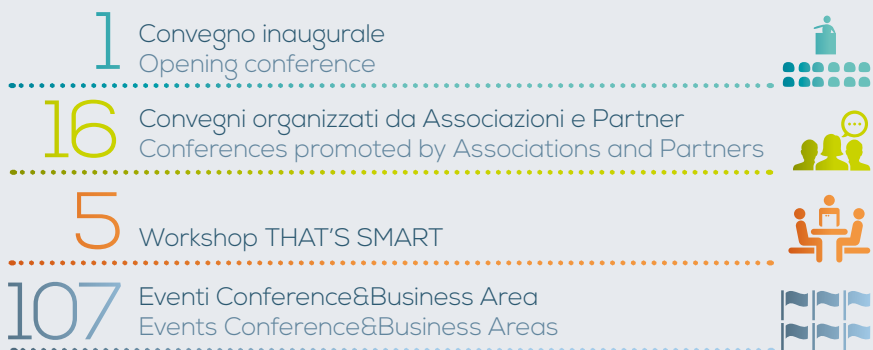 1
Convegno inaugurale
Opening conference
16
Convegni organizzati da Associazioni e Partner
Conferences promoted by Associations and Partners
5
Workshop THAT'S SMART
107
Eventi Conference&Business Area
Events Conference&Business Areas